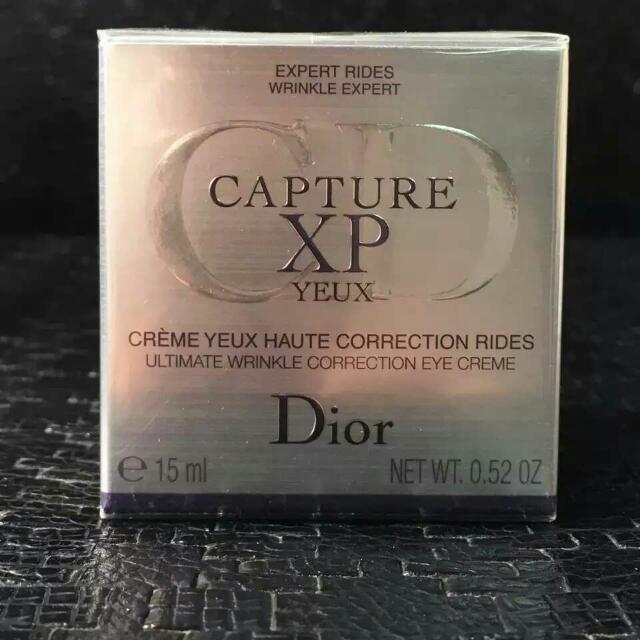 EXPERT RIDES
WRINKLE EXPERT
CD
CAPTURE
XP
YEUX
CRÈME YEUX HAUTE CORRECTION RIDES
ULTIMATE WRINKLE CORRECTION EYE CREME
Dior
℮ 15 ml NET WT. 0.52 OZ